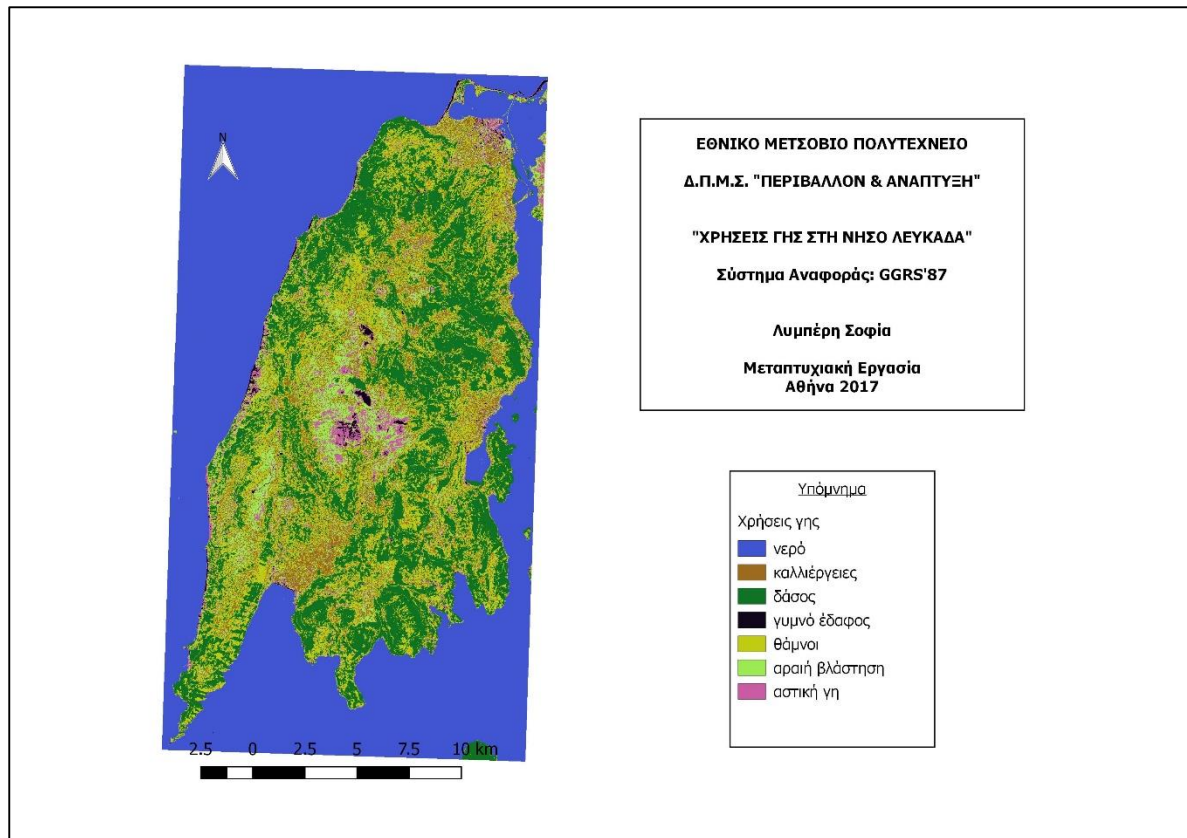 N
ΕΘΝΙΚΟ ΜΕΤΣΟΒΙΟ ΠΟΛΥΤΕΧΝΕΙΟ
Δ.Π.Μ.Σ. "ΠΕΡΙΒΑΛΛΟΝ & ΑΝΑΠΤΥΞΗ"
"ΧΡΗΣΕΙΣ ΓΗΣ ΣΤΗ ΝΗΣΟ ΛΕΥΚΑΔΑ"
Σύστημα Αναφοράς: GGRS'87
Λυμπέρη Σοφία
Μεταπτυχιακή Εργασία
Αθήνα 2017
Υπόμνημα
Χρήσεις γης
νερό
καλλιέργειες
δάσος
γυμνό έδαφος
θάμνοι
αραιή βλάστηση
αστική γη
2.5 0 2.5 5 7.5 10 km